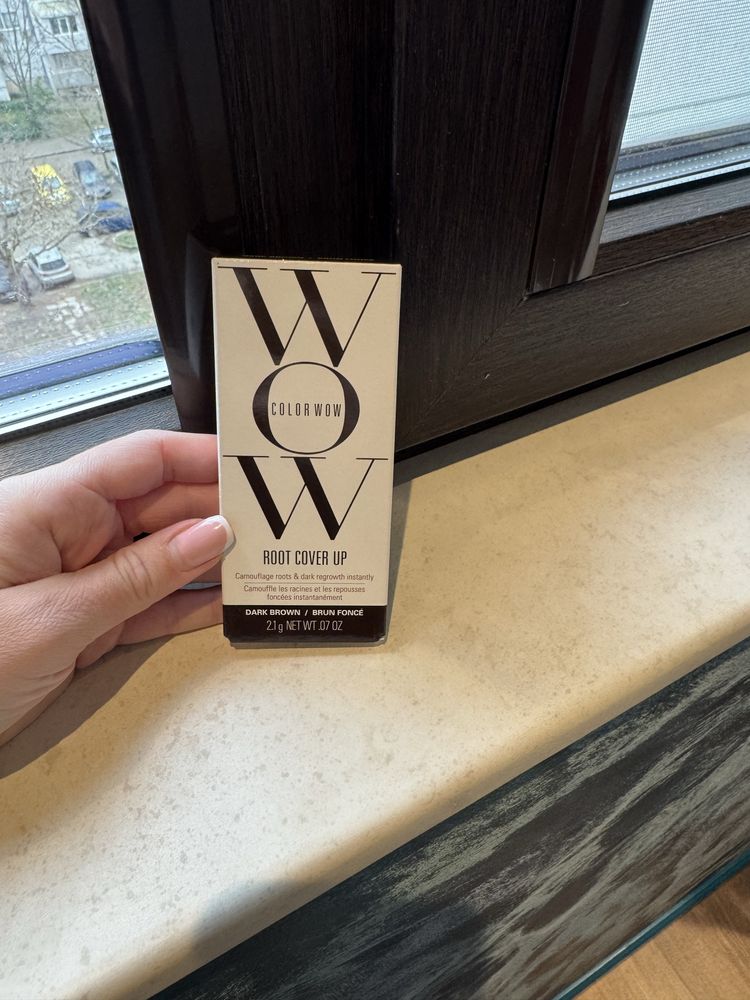 W
COLOR WOW
O
W
ROOT COVER UP
Camouflage roots & dark regrowth instantly
Camouffle les racines et les repousses
foncées instantanément
DARK BROWN / BRUN FONCÉ
2.1 g NET WT .07 OZ